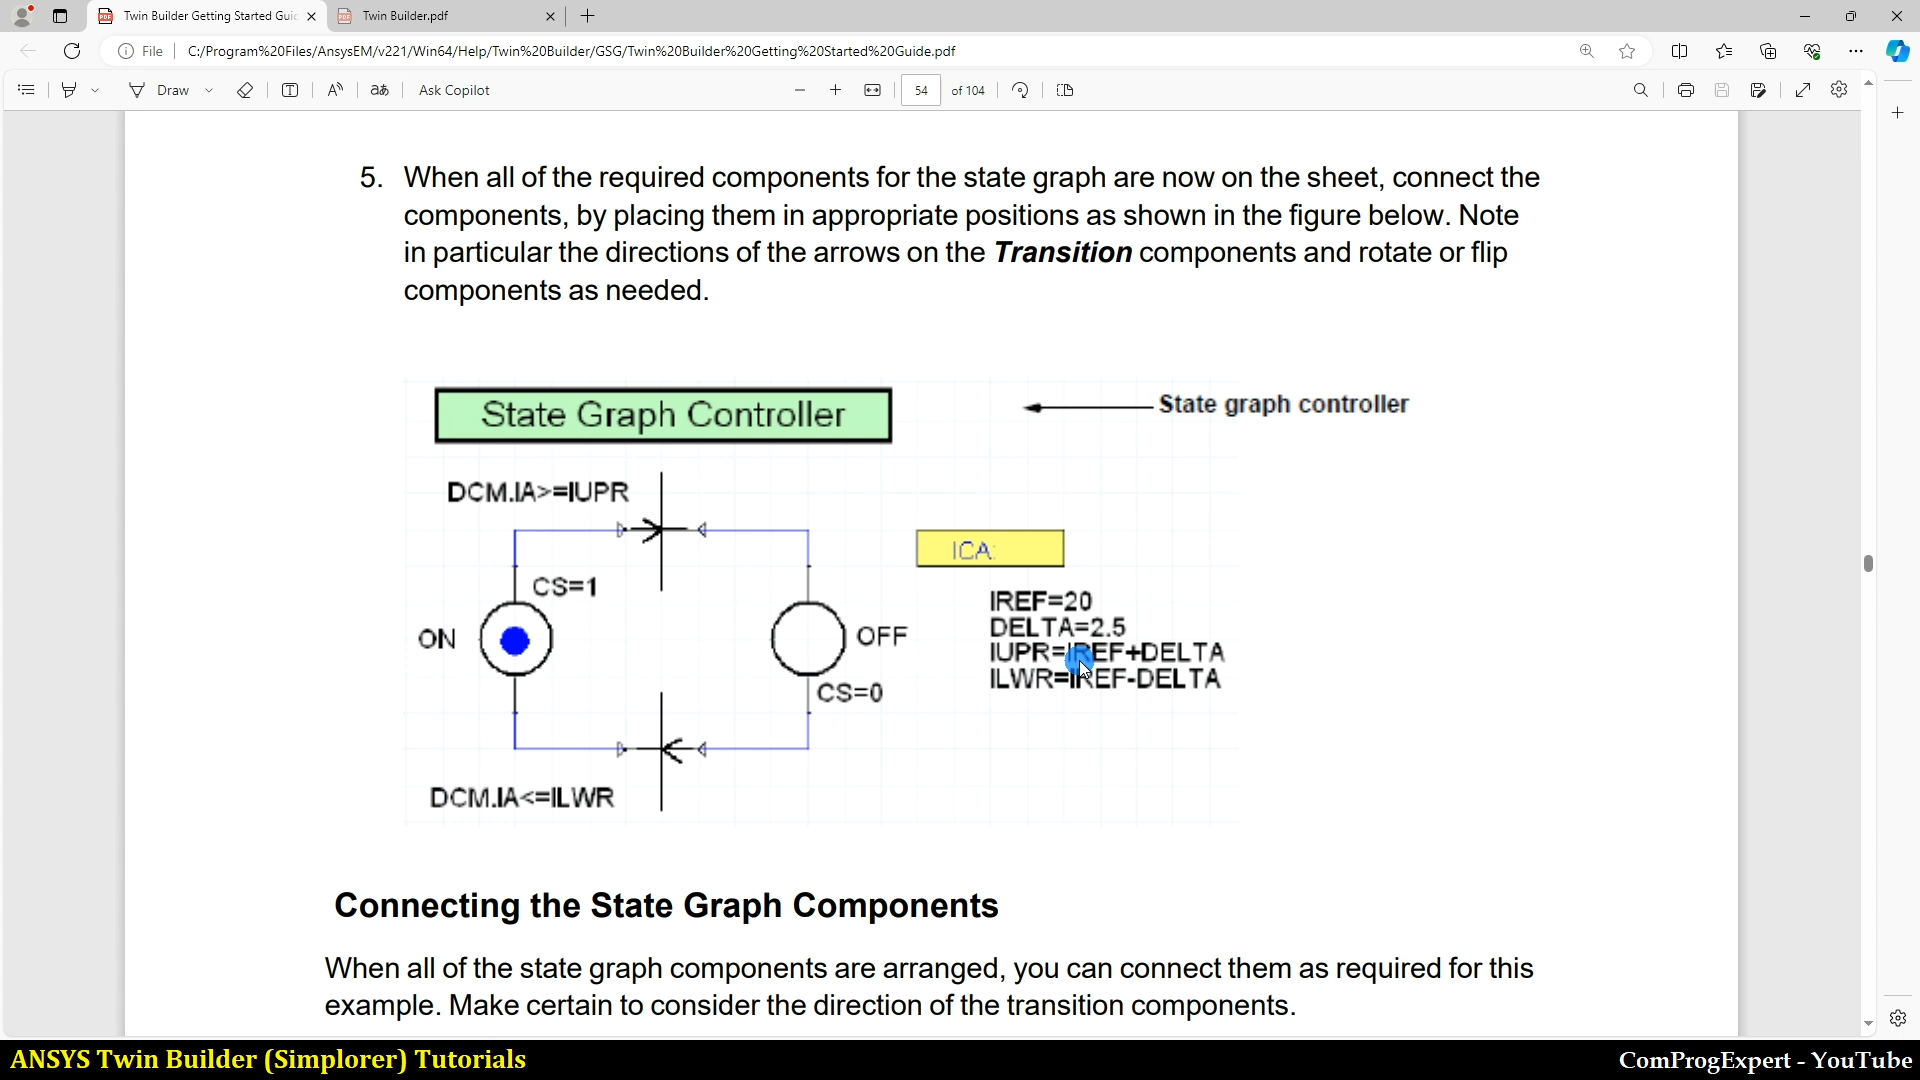 Twin Builder Getting Started Guid
Twin Builder.pdf
File
C:/Program%20Files/AnsysEM/v221/Win64/Help/Twin%20Builder/GSG/Twin%20Builder%20Getting%20Started%20Guide.pdf
Draw
Ask Copilot
54 of 104
5. When all of the required components for the state graph are now on the sheet, connect the
components, by placing them in appropriate positions as shown in the figure below. Note
in particular the directions of the arrows on the Transition components and rotate or flip
components as needed.
State Graph Controller
State graph controller
DCM.IA>=IUPR
ICA:
CS=1
IREF=20
DELTA=2.5
IUPR=IREF+DELTA
ILWR=IREF-DELTA
ON
OFF
CS=0
DCM.IA<=ILWR
Connecting the State Graph Components
When all of the state graph components are arranged, you can connect them as required for this
example. Make certain to consider the direction of the transition components.
ANSYS Twin Builder (Simplorer) Tutorials
ComProgExpert - YouTube